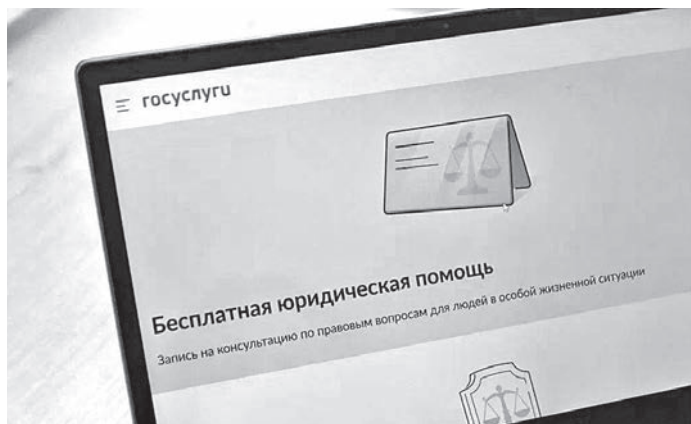 госуслуги
Бесплатная юридическая помощь
Запись на консультацию по правовым вопросам для людей в особой жизненной ситуации